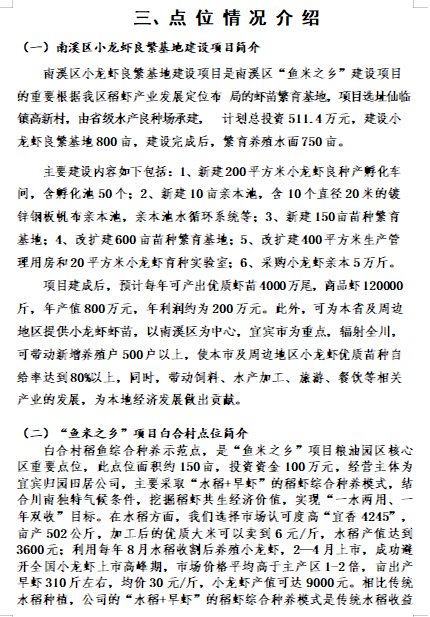 三、点位情况介绍
（一）南溪区小龙虾良繁基地建设项目简介
南溪区小龙虾良繁基地建设项目是南溪区“鱼米之乡”建设项目
的重要根据我区稻虾产业发展定位布 局的虾苗繁育基地，项目选址仙临
镇高新村，由省级水产良种场承建， 计划总投资511.4万元，建设小
龙虾良繁基地800亩，建设完成后，繁育养殖水面750亩。
主要建设内容如下包括：1、新建200平方米小龙虾良种产孵化车
间，含孵化池50个；2、新建10亩亲本池，含10个直径20米的镀
锌钢板帆布亲本池，亲本池水循环系统等；3、新建150亩苗种繁育
基地；4、改扩建600亩苗种繁育基地；5、改扩建400平方米生产管
理用房和20平方米小龙虾育种实验室；6、采购小龙虾亲本5万斤。
项目建成后，预计每年可产出优质虾苗4000万尾，商品虾120000
斤，年产值800万元，年利润约为200万元。此外，可为本省及周边
地区提供小龙虾虾苗，以南溪区为中心，宜宾市为重点，辐射全川，
可带动新增养殖户500户以上，使本市及周边地区小龙虾优质苗种自
给率达到80%以上，同时，带动饲料、水产加工、旅游、餐饮等相关
产业的发展，为本地经济发展做出贡献。
（二）“鱼米之乡”项目白合村点位简介
白合村稻鱼综合种养示范点，是“鱼米之乡”项目粮油园区核心
区重要点位，此点位面积约150亩，投资资金100万元，经营主体为
宜宾归园田居公司，主要采取“水稻+早虾”的稻虾综合种养模式，结
合川南独特气候条件，挖掘稻虾共生经济价值，实现“一水两用、一
年双收”目标。在水稻方面，我们选择市场认可度高“宜香4245”，
亩产502公斤，加工后的优质大米可以卖到6元/斤，水稻产值达到
3600元；利用每年8月水稻收割后养殖小龙虾，2—4月上市，成功避
开全国小龙虾上市高峰期，市场价格平均高于主产区1-2倍，亩出产
早虾310斤左右，均价30元/斤，小龙虾产值可达9000元。相比传统
水稻种植，公司的“水稻+早虾”的稻虾综合种养模式是传统水稻收益